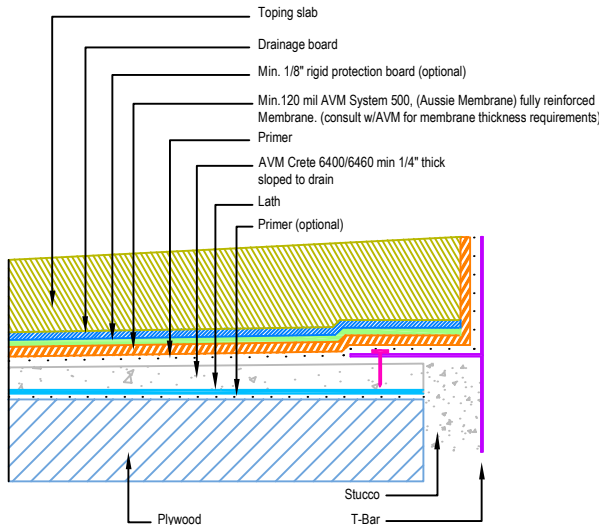 Toping slab
Drainage board
Min. 1/8" rigid protection board (optional)
Min.120 mil AVM System 500, (Aussie Membrane) fully reinforced
Membrane. (consult w/AVM for membrane thickness requirements)
Primer
AVM Crete 6400/6460 min 1/4" thick
sloped to drain
Lath
Primer (optional)
Stucco
Plywood
T-Bar